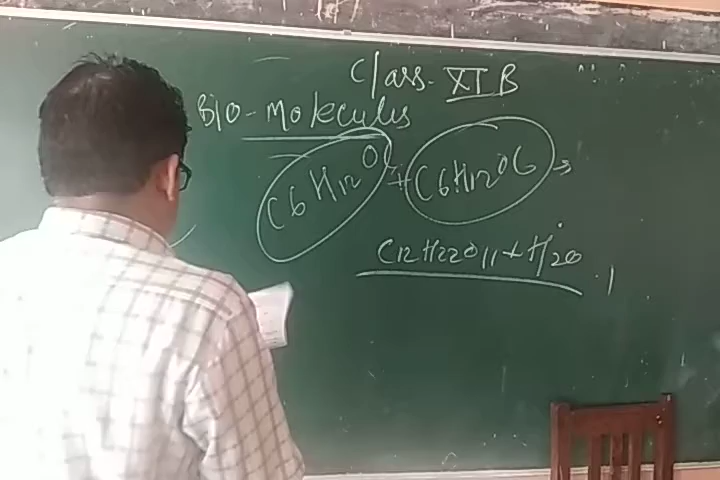 Class- XI B
Bio-Molecules
C6H12O6 + C6H12O6 →
C12H22O11 + H2O